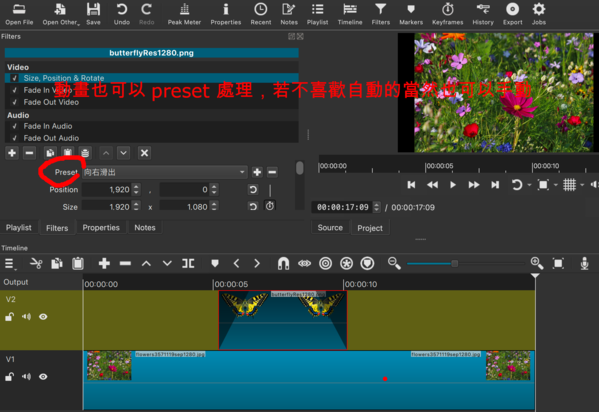 Open File
Open Other..
Save
Undo
Redo
Peak Meter
Properties
Recent
Notes
Playlist
Timeline
Filters
Markers
Keyframes
History
Export
Jobs
Filters
butterflyRes1280.png
Video
Size, Position & Rotate
Fade In Video
Fade Out Video
動畫也可以 preset 處理，若不喜歡自動的當然也可以手動
Audio
Fade In Audio
Fade Out Audio
Preset 向右滑出
Position 1,920 , 0
Size 1,920 x 1,080
00:00:00
00:00:05
00:00:10
00:00:17:09 / 00:00:17:09
Playlist
Filters
Properties
Notes
Source
Project
Timeline
Output
00:00:00
00:00:05
00:00:10
V2
butterflyRes1280.png
V1
flowers3571119sep1280.jpg
flowers3571119sep1280.jpg